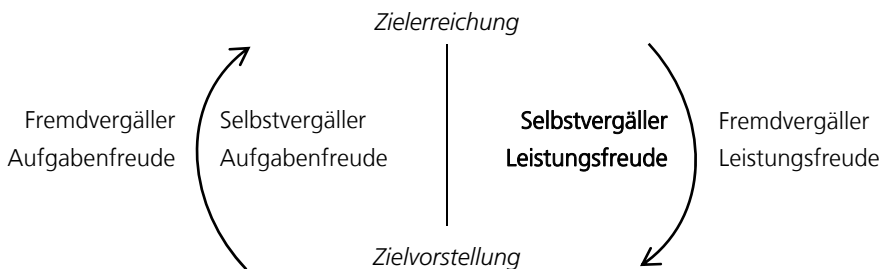 Zielerreichung
Fremdvergäller
Aufgabenfreude
Selbstvergäller
Aufgabenfreude
Selbstvergäller
Leistungsfreude
Fremdvergäller
Leistungsfreude
Zielvorstellung